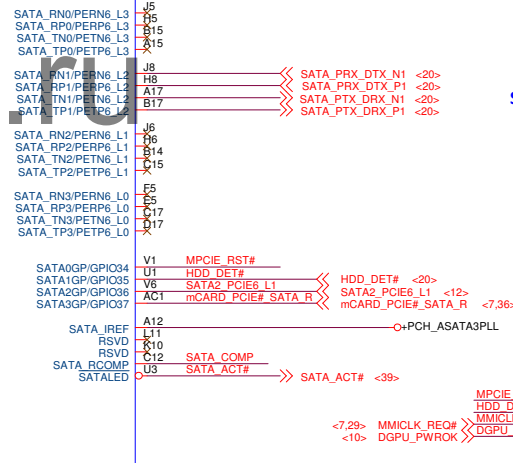 SATA_RN0/PERN6_L3 J5
SATA_RP0/PERP6_L3 H5
SATA_TN0/PETN6_L3 B15
SATA_TP0/PETP6_L3 A15
SATA_RN1/PERN6_L2 J8 SATA_PRX_DTX_N1 <20>
SATA_RP1/PERP6_L2 H8 SATA_PRX_DTX_P1 <20>
SATA_TN1/PETN6_L2 A17 SATA_PTX_DRX_N1 <20>
SATA_TP1/PETP6_L2 B17 SATA_PTX_DRX_P1 <20>
.ru
SATA_RN2/PERN6_L1 J6
SATA_RP2/PERP6_L1 H6
SATA_TN2/PETN6_L1 B14
SATA_TP2/PETP6_L1 C15
SATA_RN3/PERN6_L0 F5
SATA_RP3/PERP6_L0 E5
SATA_TN3/PETN6_L0 C17
SATA_TP3/PETP6_L0 D17
SATA0GP/GPIO34 V1 MPCIE_RST#
SATA1GP/GPIO35 U1 HDD_DET# HDD_DET# <20>
SATA2GP/GPIO36 V6 SATA2_PCIE6_L1 SATA2_PCIE6_L1 <12>
SATA3GP/GPIO37 AC1 mCARD_PCIE#_SATA_R mCARD_PCIE#_SATA_R <7,36>
SATA_IREF A12 +PCH_ASATA3PLL
RSVD L11
RSVD K10
SATA_RCOMP C12 SATA_COMP
SATALED U3 SATA_ACT# SATA_ACT# <39>
MPCIE
HDD_D
<7,29> MMICLK_REQ# MMICL
<10> DGPU_PWROK DGPU_